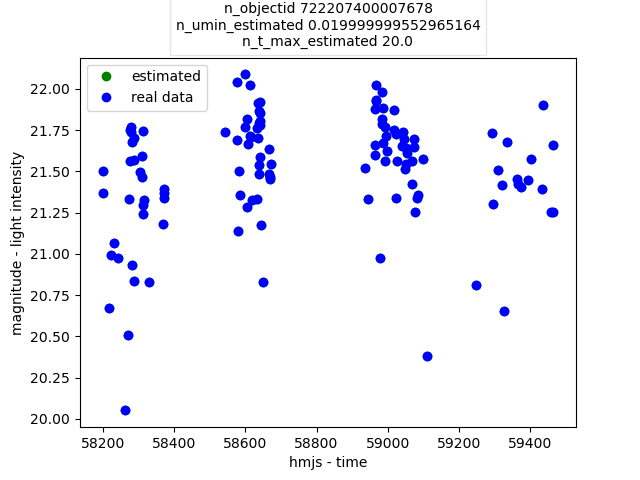 n_objectid 722207400007678
n_umin_estimated 0.019999999552965164
n_t_max_estimated 20.0
estimated
real data
22.00
21.75
21.50
21.25
21.00
20.75
20.50
20.25
20.00
magnitude - light intensity
58200 58400 58600 58800 59000 59200 59400
hmjs - time